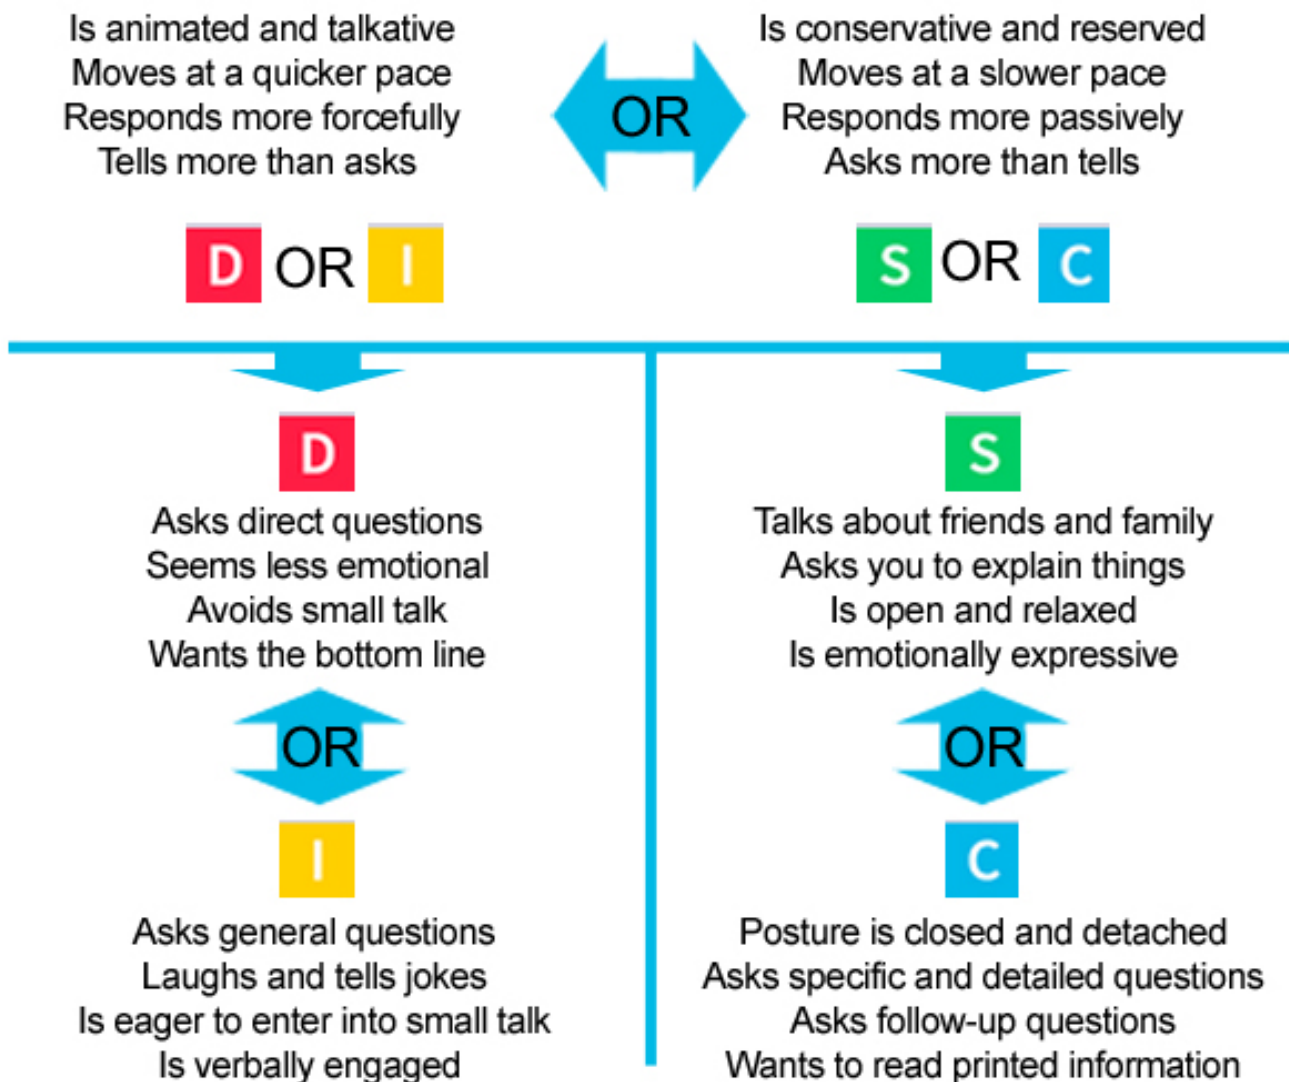 Is animated and talkative
Moves at a quicker pace
Responds more forcefully
Tells more than asks
OR
Is conservative and reserved
Moves at a slower pace
Responds more passively
Asks more than tells
D OR I
S OR C
D
Asks direct questions
Seems less emotional
Avoids small talk
Wants the bottom line
OR
I
Asks general questions
Laughs and tells jokes
Is eager to enter into small talk
Is verbally engaged
S
Talks about friends and family
Asks you to explain things
Is open and relaxed
Is emotionally expressive
OR
C
Posture is closed and detached
Asks specific and detailed questions
Asks follow-up questions
Wants to read printed information